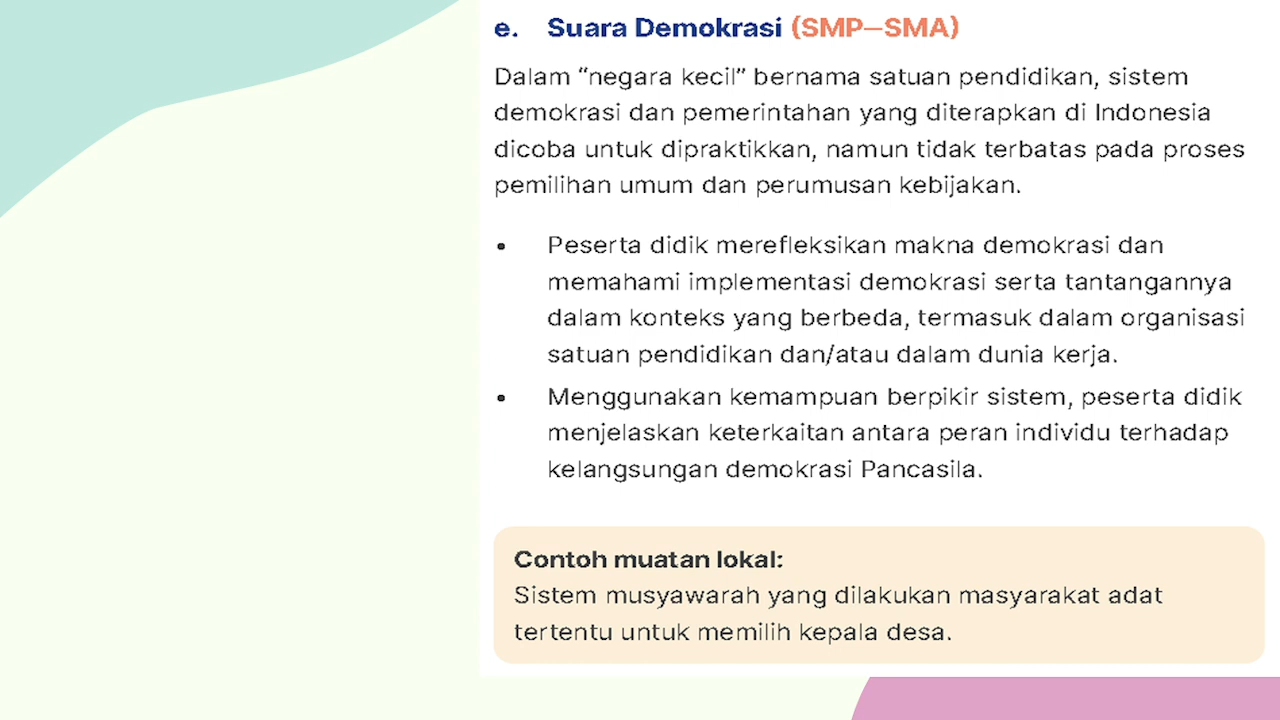 e. Suara Demokrasi (SMP—SMA)
Dalam “negara kecil” bernama satuan pendidikan, sistem
demokrasi dan pemerintahan yang diterapkan di Indonesia
dicoba untuk dipraktikkan, namun tidak terbatas pada proses
pemilihan umum dan perumusan kebijakan.
• Peserta didik merefleksikan makna demokrasi dan
memahami implementasi demokrasi serta tantangannya
dalam konteks yang berbeda, termasuk dalam organisasi
satuan pendidikan dan/atau dalam dunia kerja.
• Menggunakan kemampuan berpikir sistem, peserta didik
menjelaskan keterkaitan antara peran individu terhadap
kelangsungan demokrasi Pancasila.
Contoh muatan lokal:
Sistem musyawarah yang dilakukan masyarakat adat
tertentu untuk memilih kepala desa.